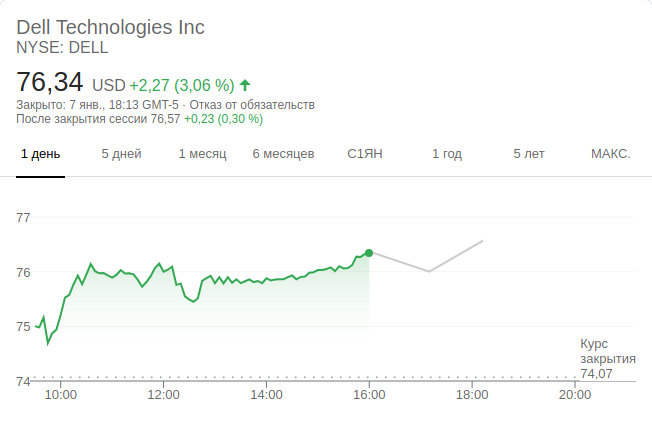 Dell Technologies Inc
NYSE: DELL
76,34 USD +2,27 (3,06 %)
Закрыто: 7 янв., 18:13 GMT-5 · Отказ от обязательств
После закрытия сессии 76,57 +0,23 (0,30 %)
1 день 5 дней 1 месяц 6 месяцев С1ЯН 1 год 5 лет МАКС.
77
76
75
Курс
закрытия
74,07
74
10:00 12:00 14:00 16:00 18:00 20:00